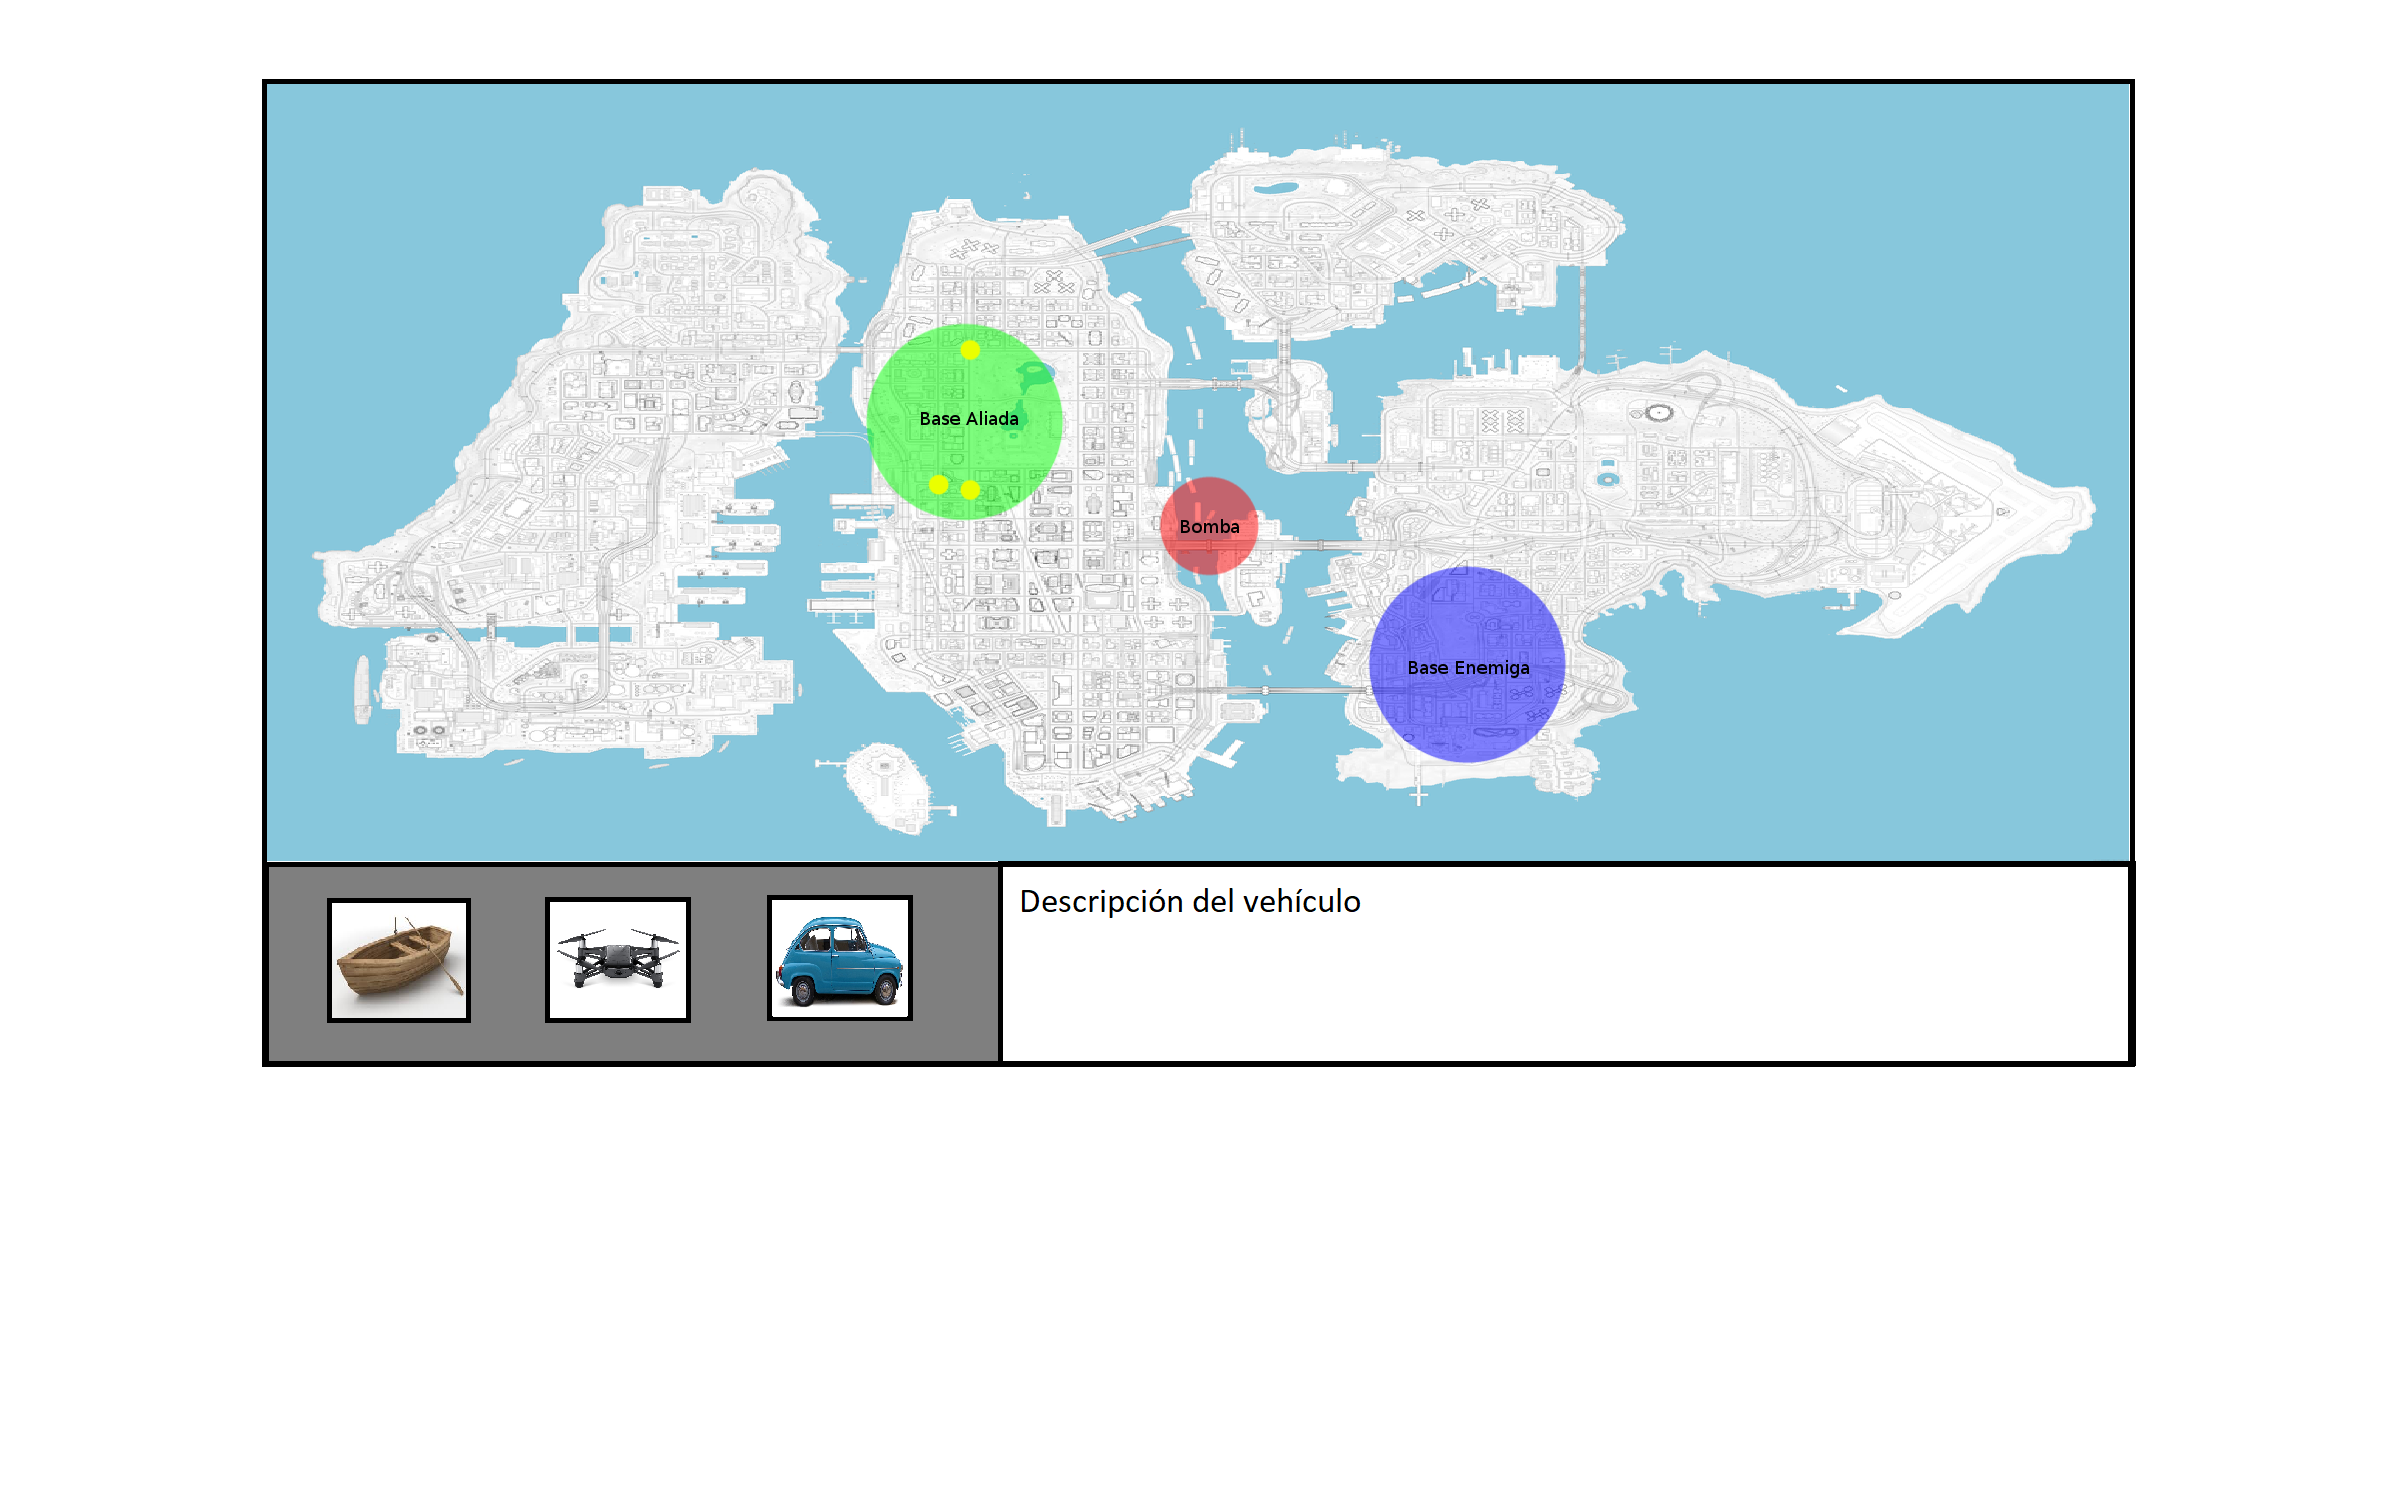 Base Aliada
Bomba
Base Enemiga
Descripción del vehículo